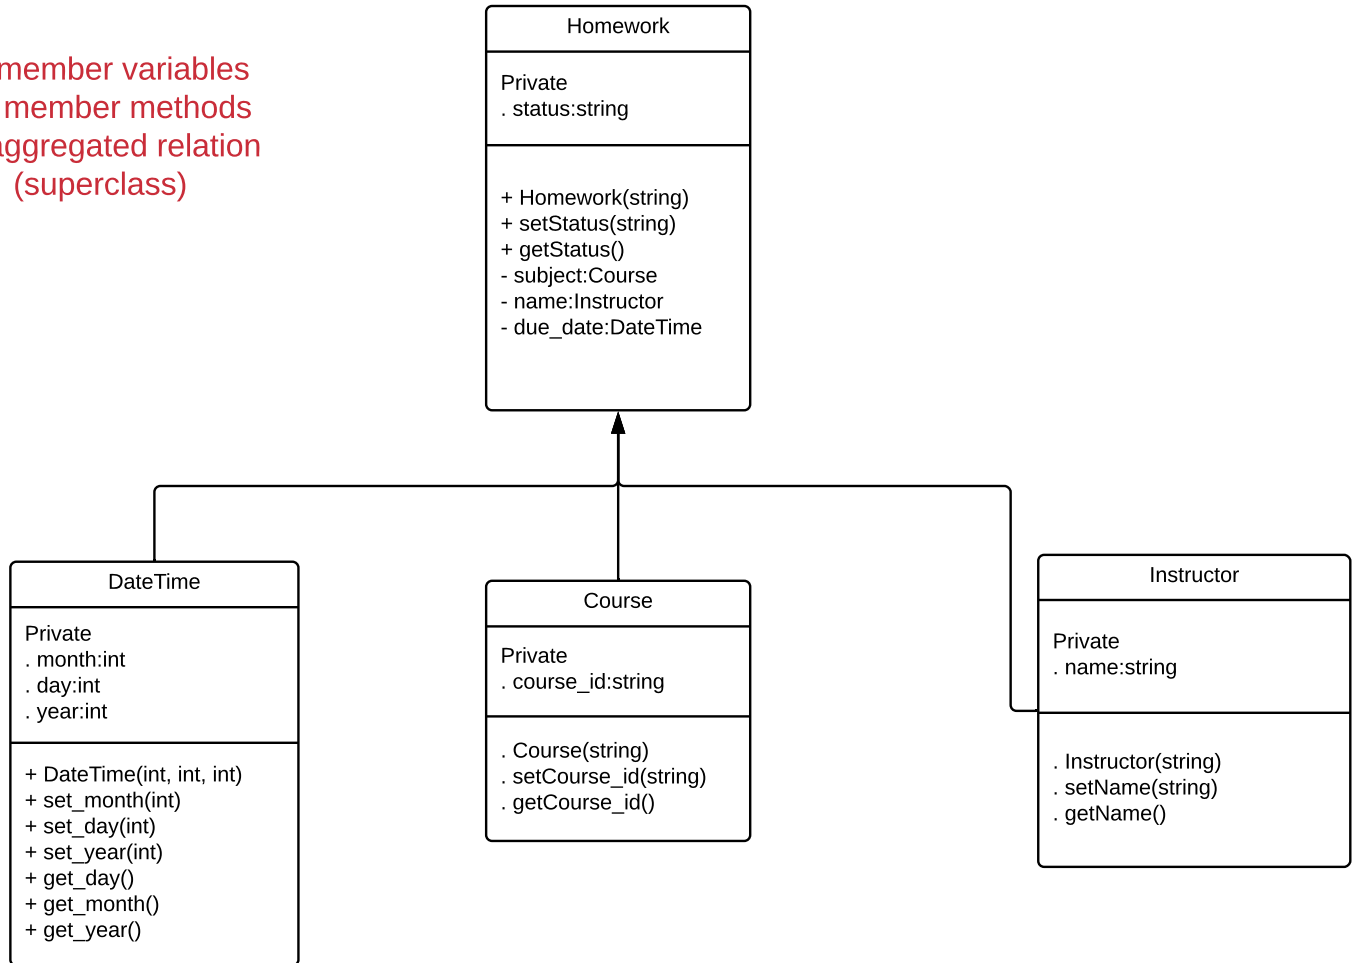 member variables
member methods
aggregated relation
(superclass)
Homework
Private
. status:string
+ Homework(string)
+ setStatus(string)
+ getStatus()
- subject:Course
- name:Instructor
- due_date:DateTime
DateTime
Private
. month:int
. day:int
. year:int
+ DateTime(int, int, int)
+ set_month(int)
+ set_day(int)
+ set_year(int)
+ get_day()
+ get_month()
+ get_year()
Course
Private
. course_id:string
. Course(string)
. setCourse_id(string)
. getCourse_id()
Instructor
Private
. name:string
. Instructor(string)
. setName(string)
. getName()